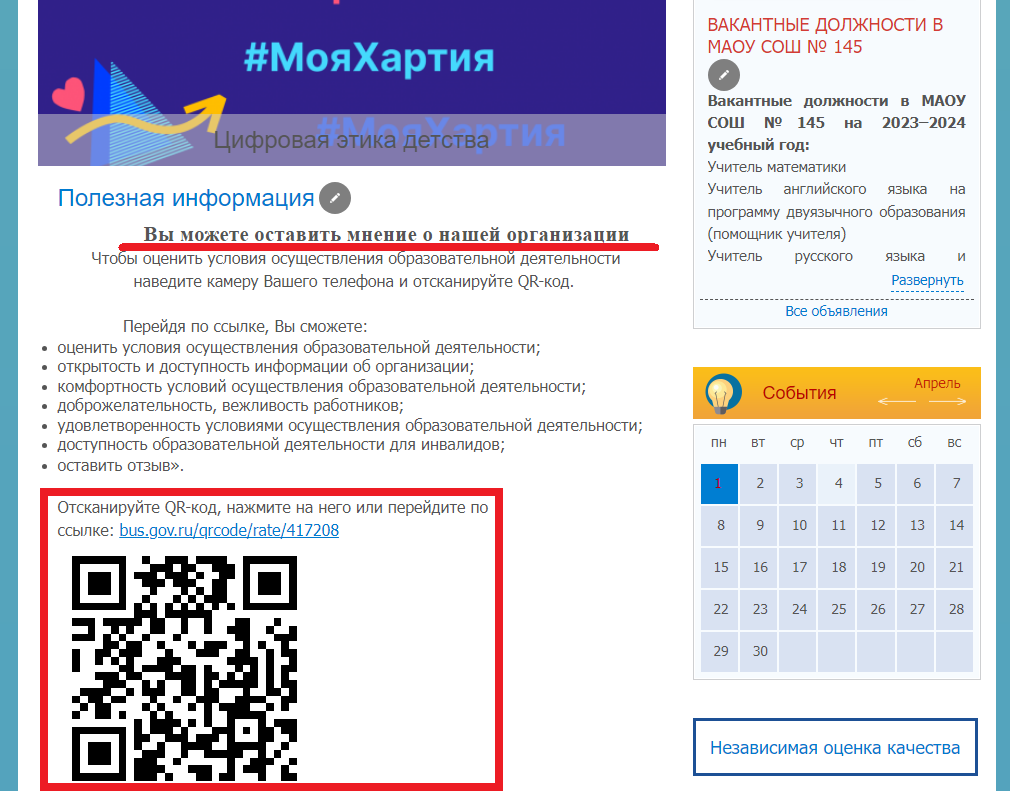 #МояХартия
#МояХартия
Цифровая этика детства
Полезная информация
Вы можете оставить мнение о нашей организации
Чтобы оценить условия осуществления образовательной деятельности
наведите камеру Вашего телефона и отсканируйте QR-код.
Перейдя по ссылке, Вы сможете:
• оценить условия осуществления образовательной деятельности;
• открытость и доступность информации об организации;
• комфортность условий осуществления образовательной деятельности;
• доброжелательность, вежливость работников;
• удовлетворенность условиями осуществления образовательной деятельности;
• доступность образовательной деятельности для инвалидов;
• оставить отзыв».
Отсканируйте QR-код, нажмите на него или перейдите по
ссылке: bus.gov.ru/qrcode/rate/417208
ВАКАНТНЫЕ ДОЛЖНОСТИ В
МАОУ СОШ № 145
Вакантные должности в МАОУ
СОШ № 145 на 2023–2024
учебный год:
Учитель математики
Учитель английского языка на
программу двуязычного образования
(помощник учителя)
Учитель русского языка и
Развернуть
Все объявления
События
Апрель
пн вт ср чт пт сб вс
1 2 3 4 5 6 7
8 9 10 11 12 13 14
15 16 17 18 19 20 21
22 23 24 25 26 27 28
29 30
Независимая оценка качества